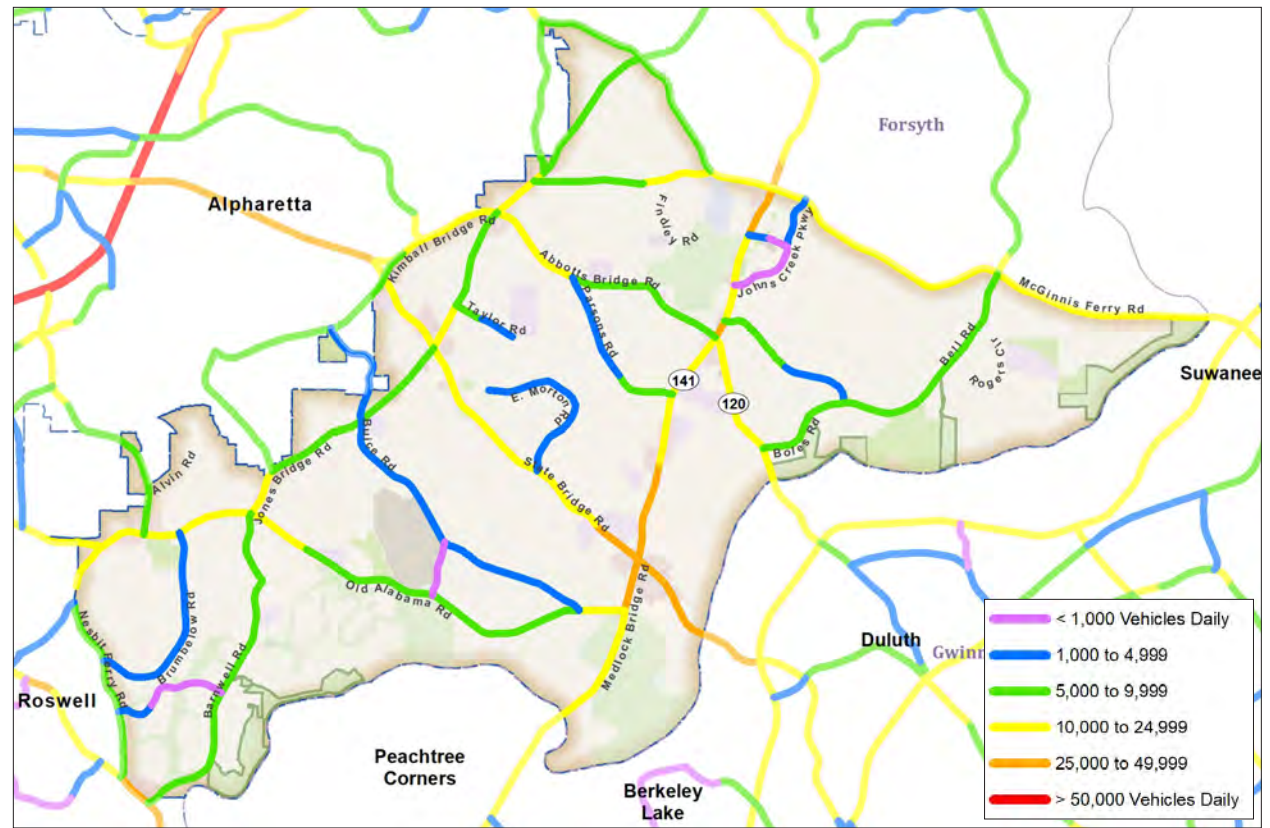 Forsyth
Alpharetta
Kimball Bridge Rd
Findley Rd
Abbotts Bridge Rd
Johns Creek Pkwy
McGinnis Ferry Rd
Parsons Rd
Taylor Rd
Bell Rd
Rogers Cir
Suwanee
141
120
E. Morton Rd
Buice Rd
Boles Rd
Jones Bridge Rd
Alvin Rd
State Bridge Rd
Old Alabama Rd
Medlock Bridge Rd
Nesbit Ferry Rd
Brumbelow Rd
Barnwell Rd
Duluth
Gwinn
Roswell
Peachtree
Corners
Berkeley
Lake
< 1,000 Vehicles Daily
1,000 to 4,999
5,000 to 9,999
10,000 to 24,999
25,000 to 49,999
> 50,000 Vehicles Daily